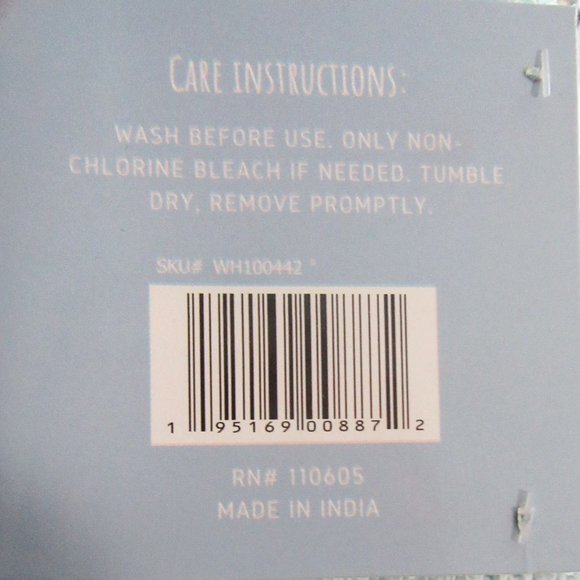 CARE INSTRUCTIONS:
WASH BEFORE USE. ONLY NON-
CHLORINE BLEACH IF NEEDED. TUMBLE
DRY, REMOVE PROMPTLY.
SKU# WH100442
1 95169 00887 2
RN# 110605
MADE IN INDIA